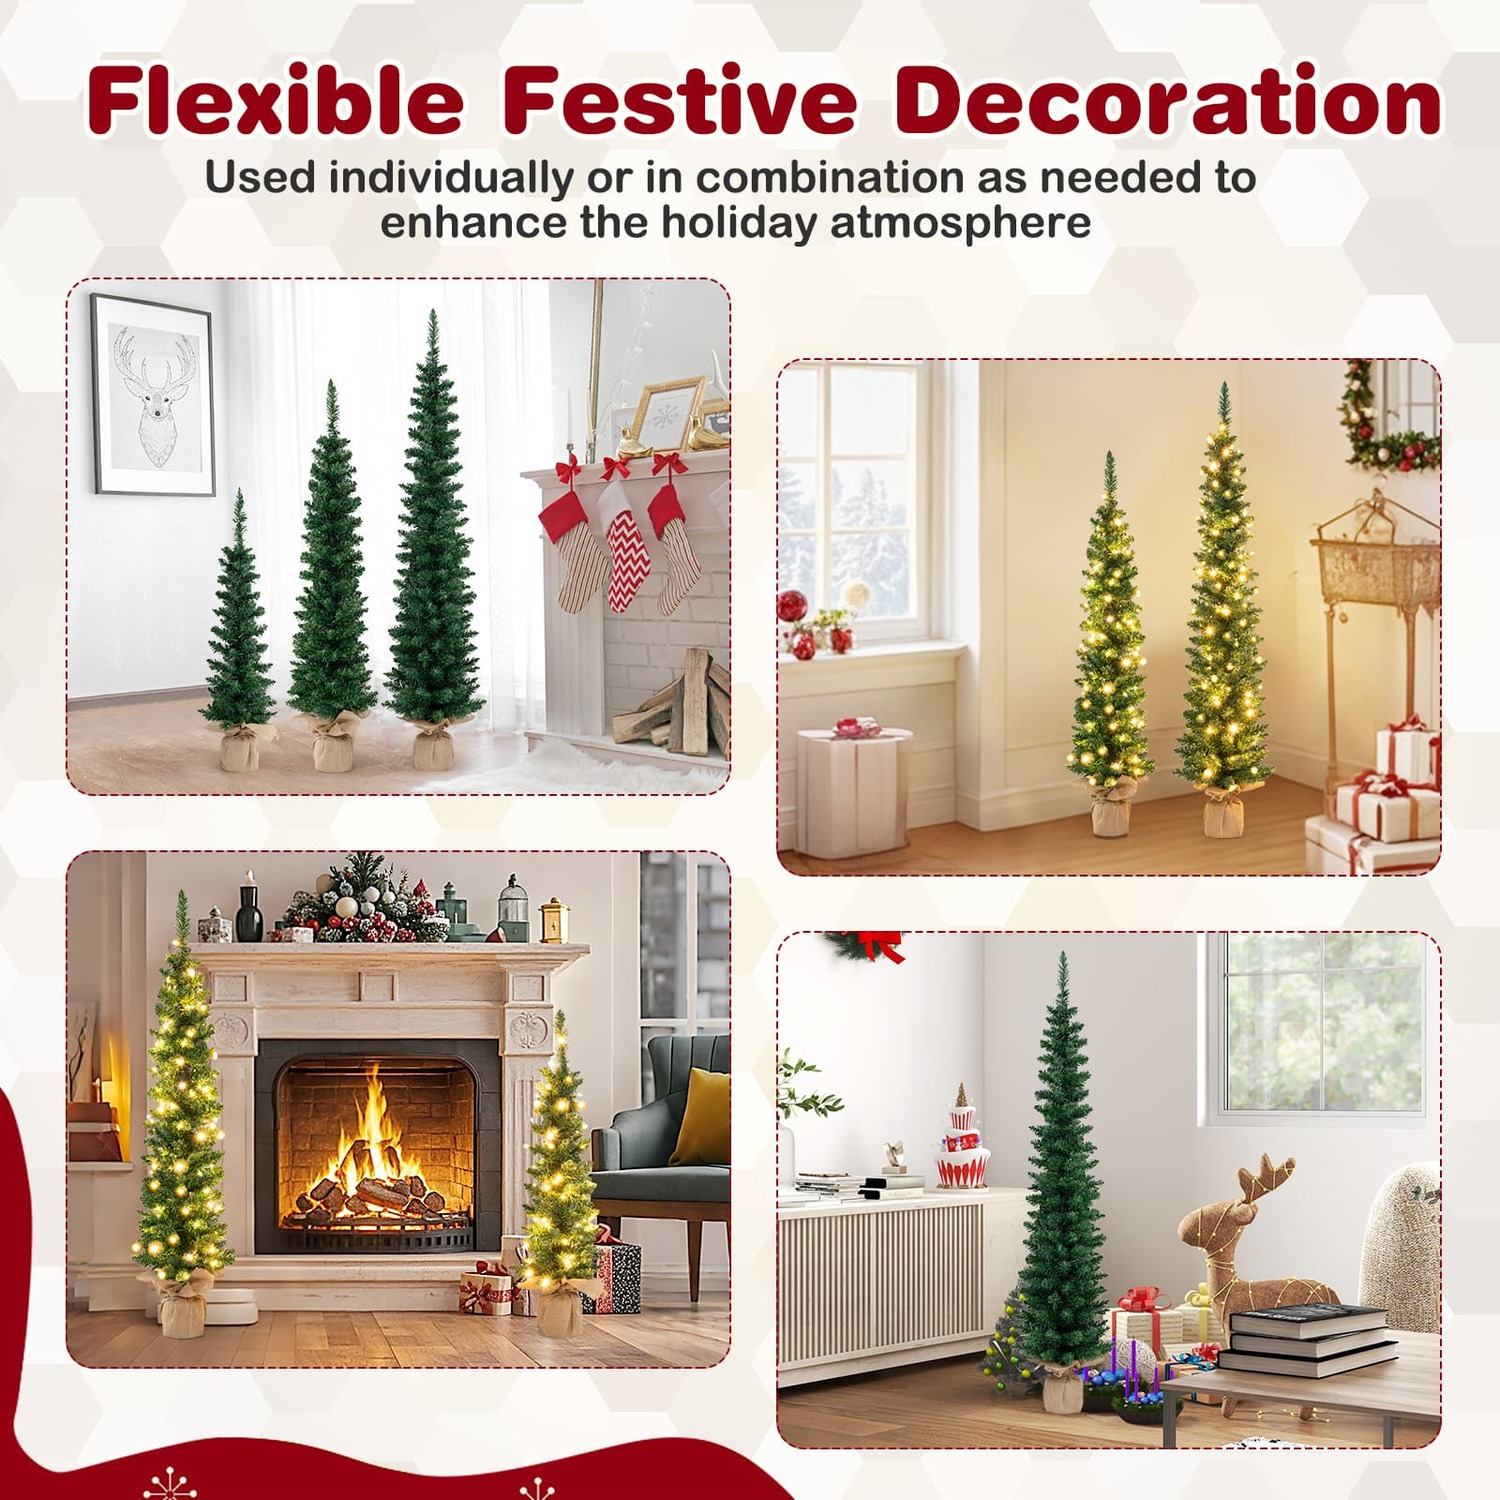 Flexible Festive Decoration
Used individually or in combination as needed to
enhance the holiday atmosphere